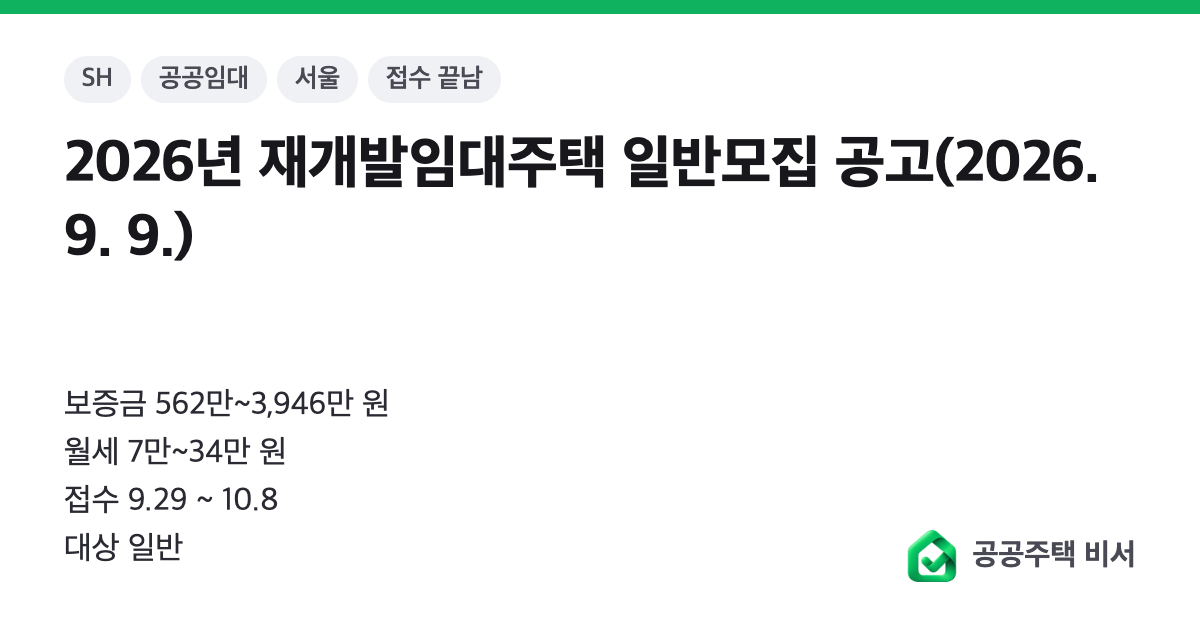 SH 공공임대 서울 접수 끝남
2026년 재개발임대주택 일반모집 공고(2026.
9. 9.)
보증금 562만~3,946만 원
월세 7만~34만 원
접수 9.29 ~ 10.8
대상 일반
공공주택 비서